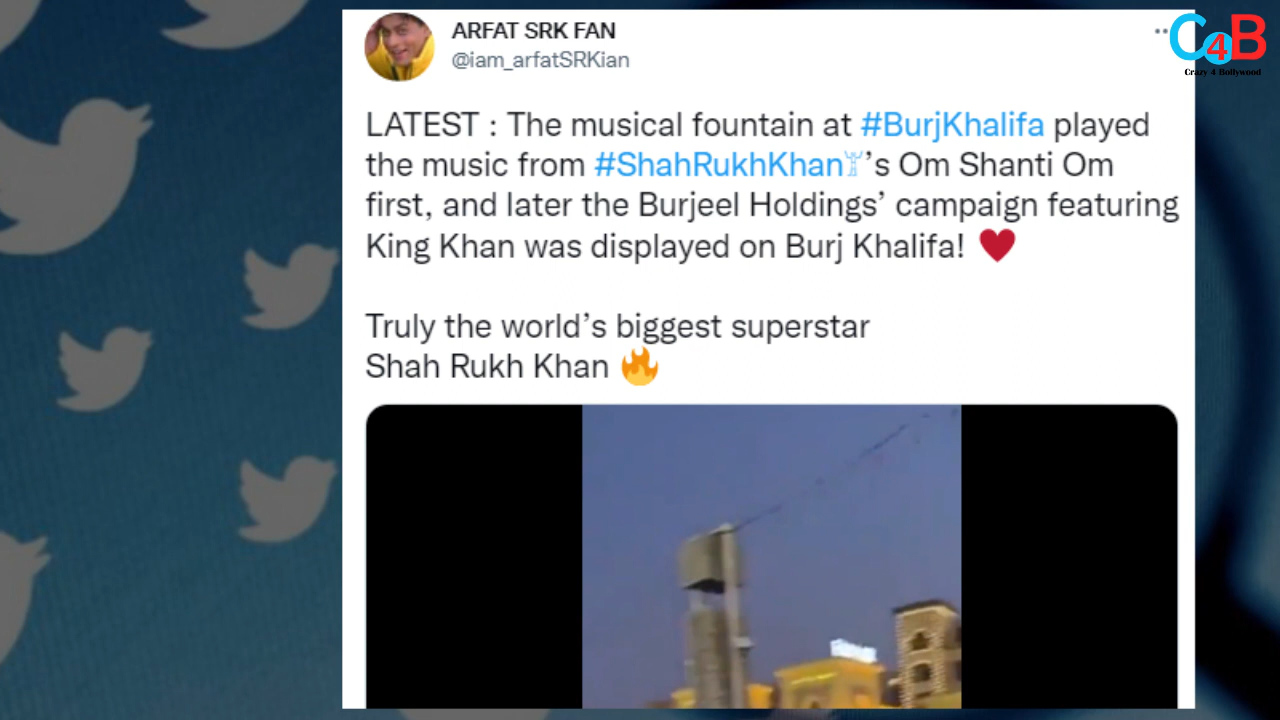 ARFAT SRK FAN
@iam_arfatSRKian
C4B
Crazy 4 Bollywood
LATEST : The musical fountain at #BurjKhalifa played
the music from #ShahRukhKhan’s Om Shanti Om
first, and later the Burjeel Holdings’ campaign featuring
King Khan was displayed on Burj Khalifa! ❤️
Truly the world’s biggest superstar
Shah Rukh Khan 🔥